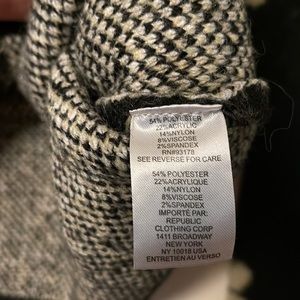 54% POLYESTER
22%ACRYLIC
14%NYLON
8%VISCOSE
2%SPANDEX
RN#93178
SEE REVERSE FOR CARE
54% POLYESTER
22%ACRYLIQUE
14%NYLON
8%VISCOSE
2%SPANDEX
IMPORTÉ PAR:
REPUBLIC
CLOTHING CORP
1411 BROADWAY
NEW YORK
NY 10018 USA
ENTRETIEN AU VERSO